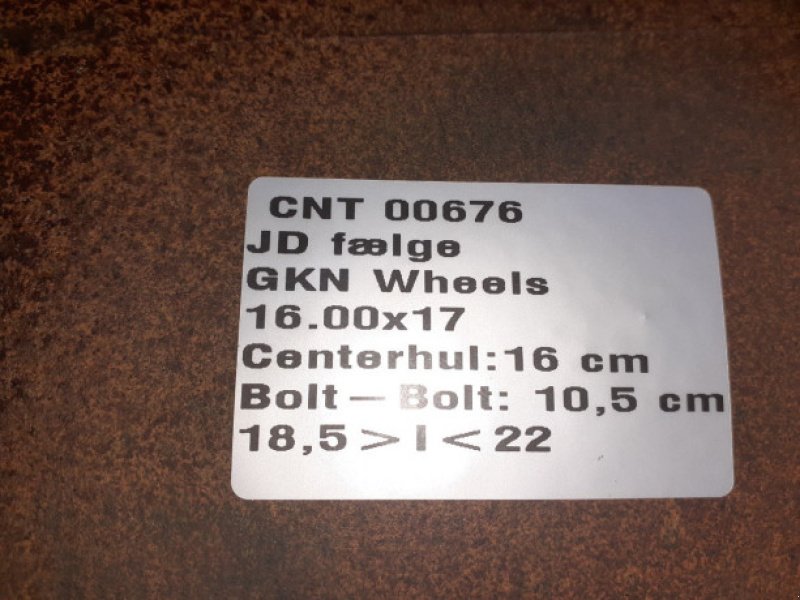 CNT 00676
JD fælge
GKN Wheels
16.00x17
Centerhul:16 cm
Bolt — Bolt: 10,5 cm
18,5 > I < 22